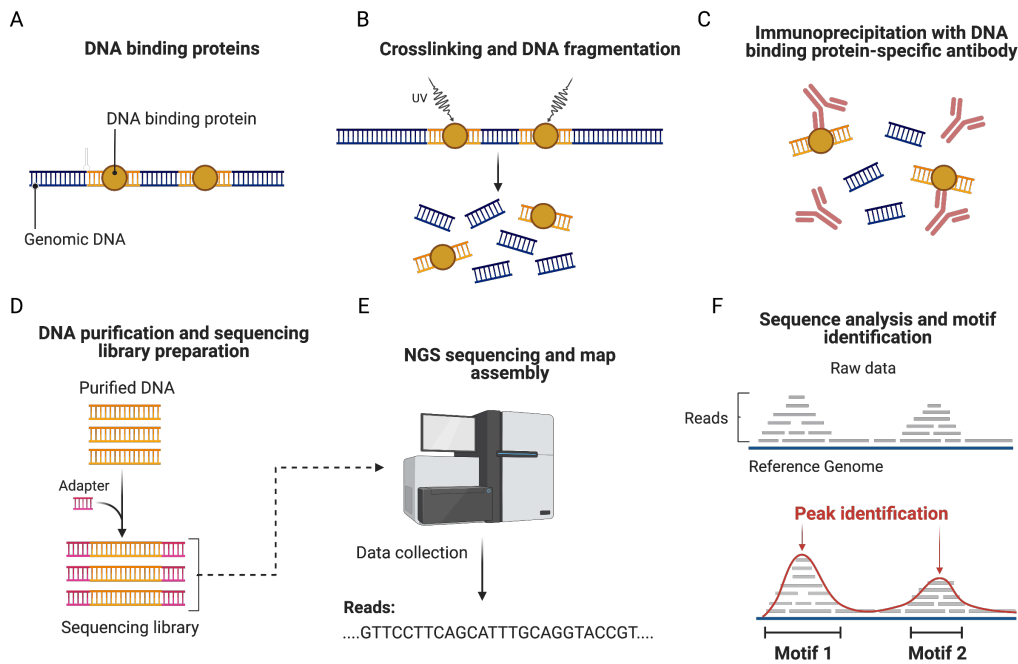 A
DNA binding proteins
DNA binding protein
Genomic DNA
B
Crosslinking and DNA fragmentation
UV
C
Immunoprecipitation with DNA
binding protein-specific antibody
D
DNA purification and sequencing
library preparation
Purified DNA
Adapter
Sequencing library
E
NGS sequencing and map
assembly
Data collection
Reads:
....GTTCCTTCAGCATTTGCAGGTACCGT....
F
Sequence analysis and motif
identification
Raw data
Reads
Reference Genome
Peak identification
Motif 1
Motif 2